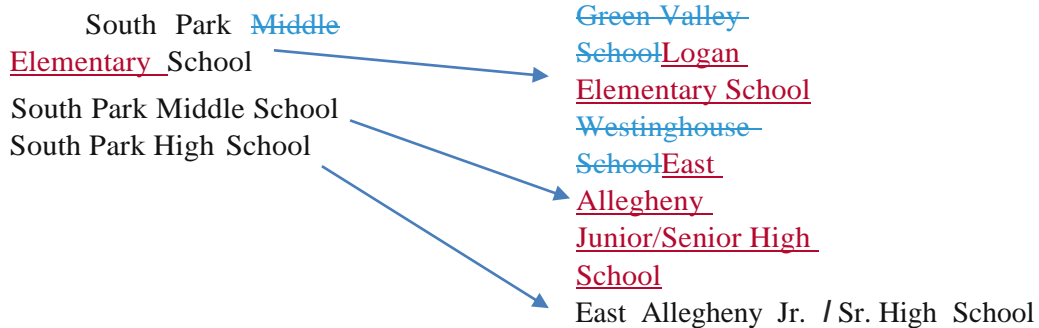 South Park Middle
Elementary School
South Park Middle School
South Park High School
Green Valley
SchoolLogan
Elementary School
Westinghouse
SchoolEast
Allegheny
Junior/Senior High
School
East Allegheny Jr. / Sr. High School